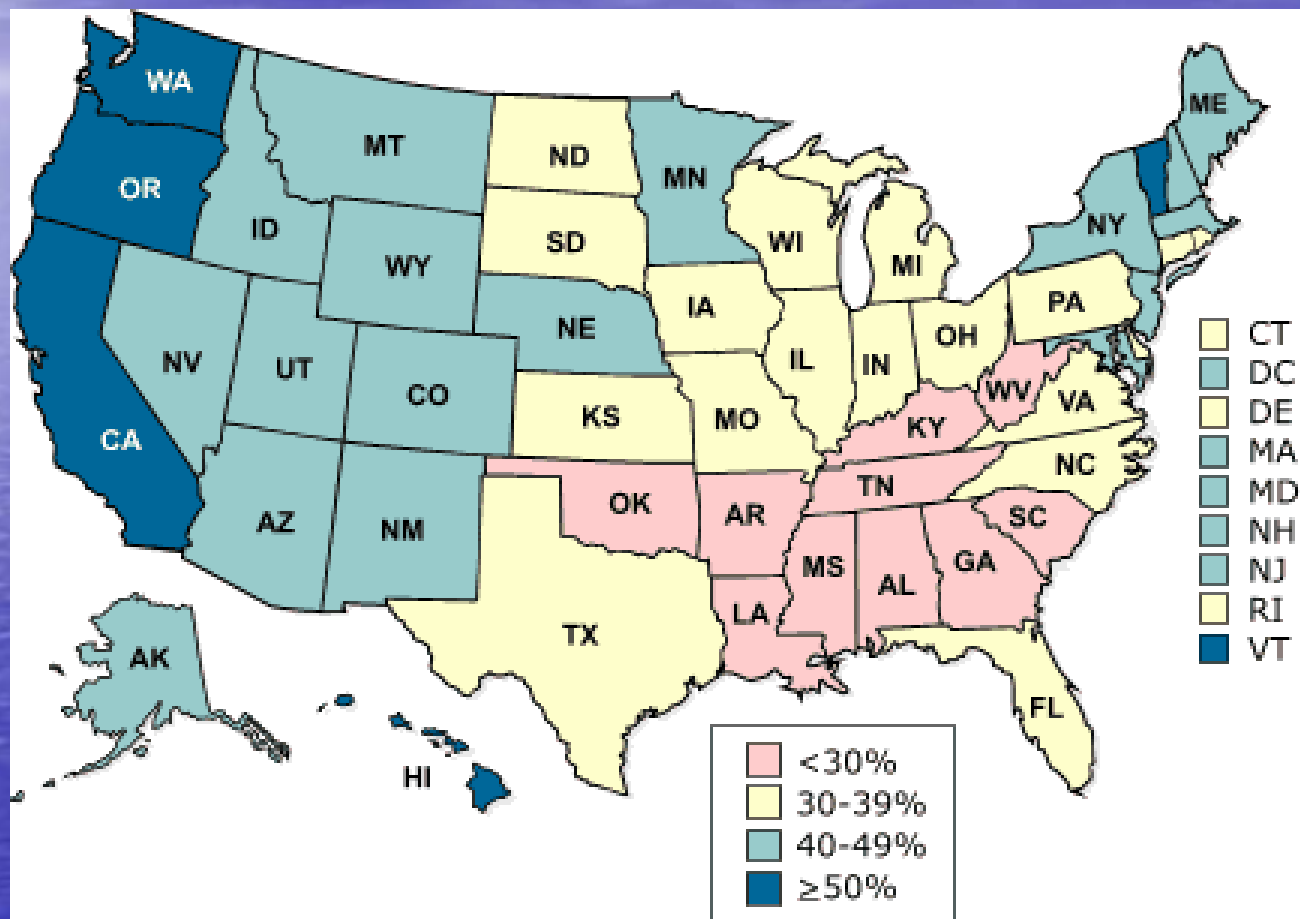 WA
ME
MT
ND
MN
OR
NY
ID
SD
WI
MI
WY
PA
IA
NE
OH
NV
UT
IL
IN
CO
WV
VA
KS
MO
KY
CA
NC
TN
OK
AR
SC
AZ
NM
GA
MS
AL
LA
TX
AK
FL
HI
CT
DC
DE
MA
MD
NH
NJ
RI
VT
<30%
30-39%
40-49%
≥50%